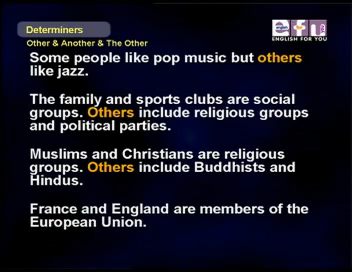 Determiners
Other & Another & The Other
ENGLISH FOR YOU
Some people like pop music but others
like jazz.
The family and sports clubs are social
groups. Others include religious groups
and political parties.
Muslims and Christians are religious
groups. Others include Buddhists and
Hindus.
France and England are members of the
European Union.